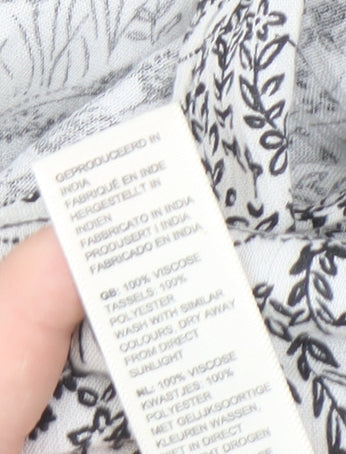 GEPRODUCEERD IN
INDIA
FABRIQUÉ EN INDE
HERGESTELLT IN
INDIEN
FABBRICATO IN INDIA
PRODUSERT I INDIA
FABRICADO EN INDIA
GB: 100% VISCOSE
TASSELS: 100%
POLYESTER
WASH WITH SIMILAR
COLOURS, DRY AWAY
FROM DIRECT
SUNLIGHT
NL: 100% VISCOSE
KWASTJES: 100%
POLYESTER
MET GELIJKSOORTIGE
KLEUREN WASSEN,
NIET IN DIRECT
DROGEN